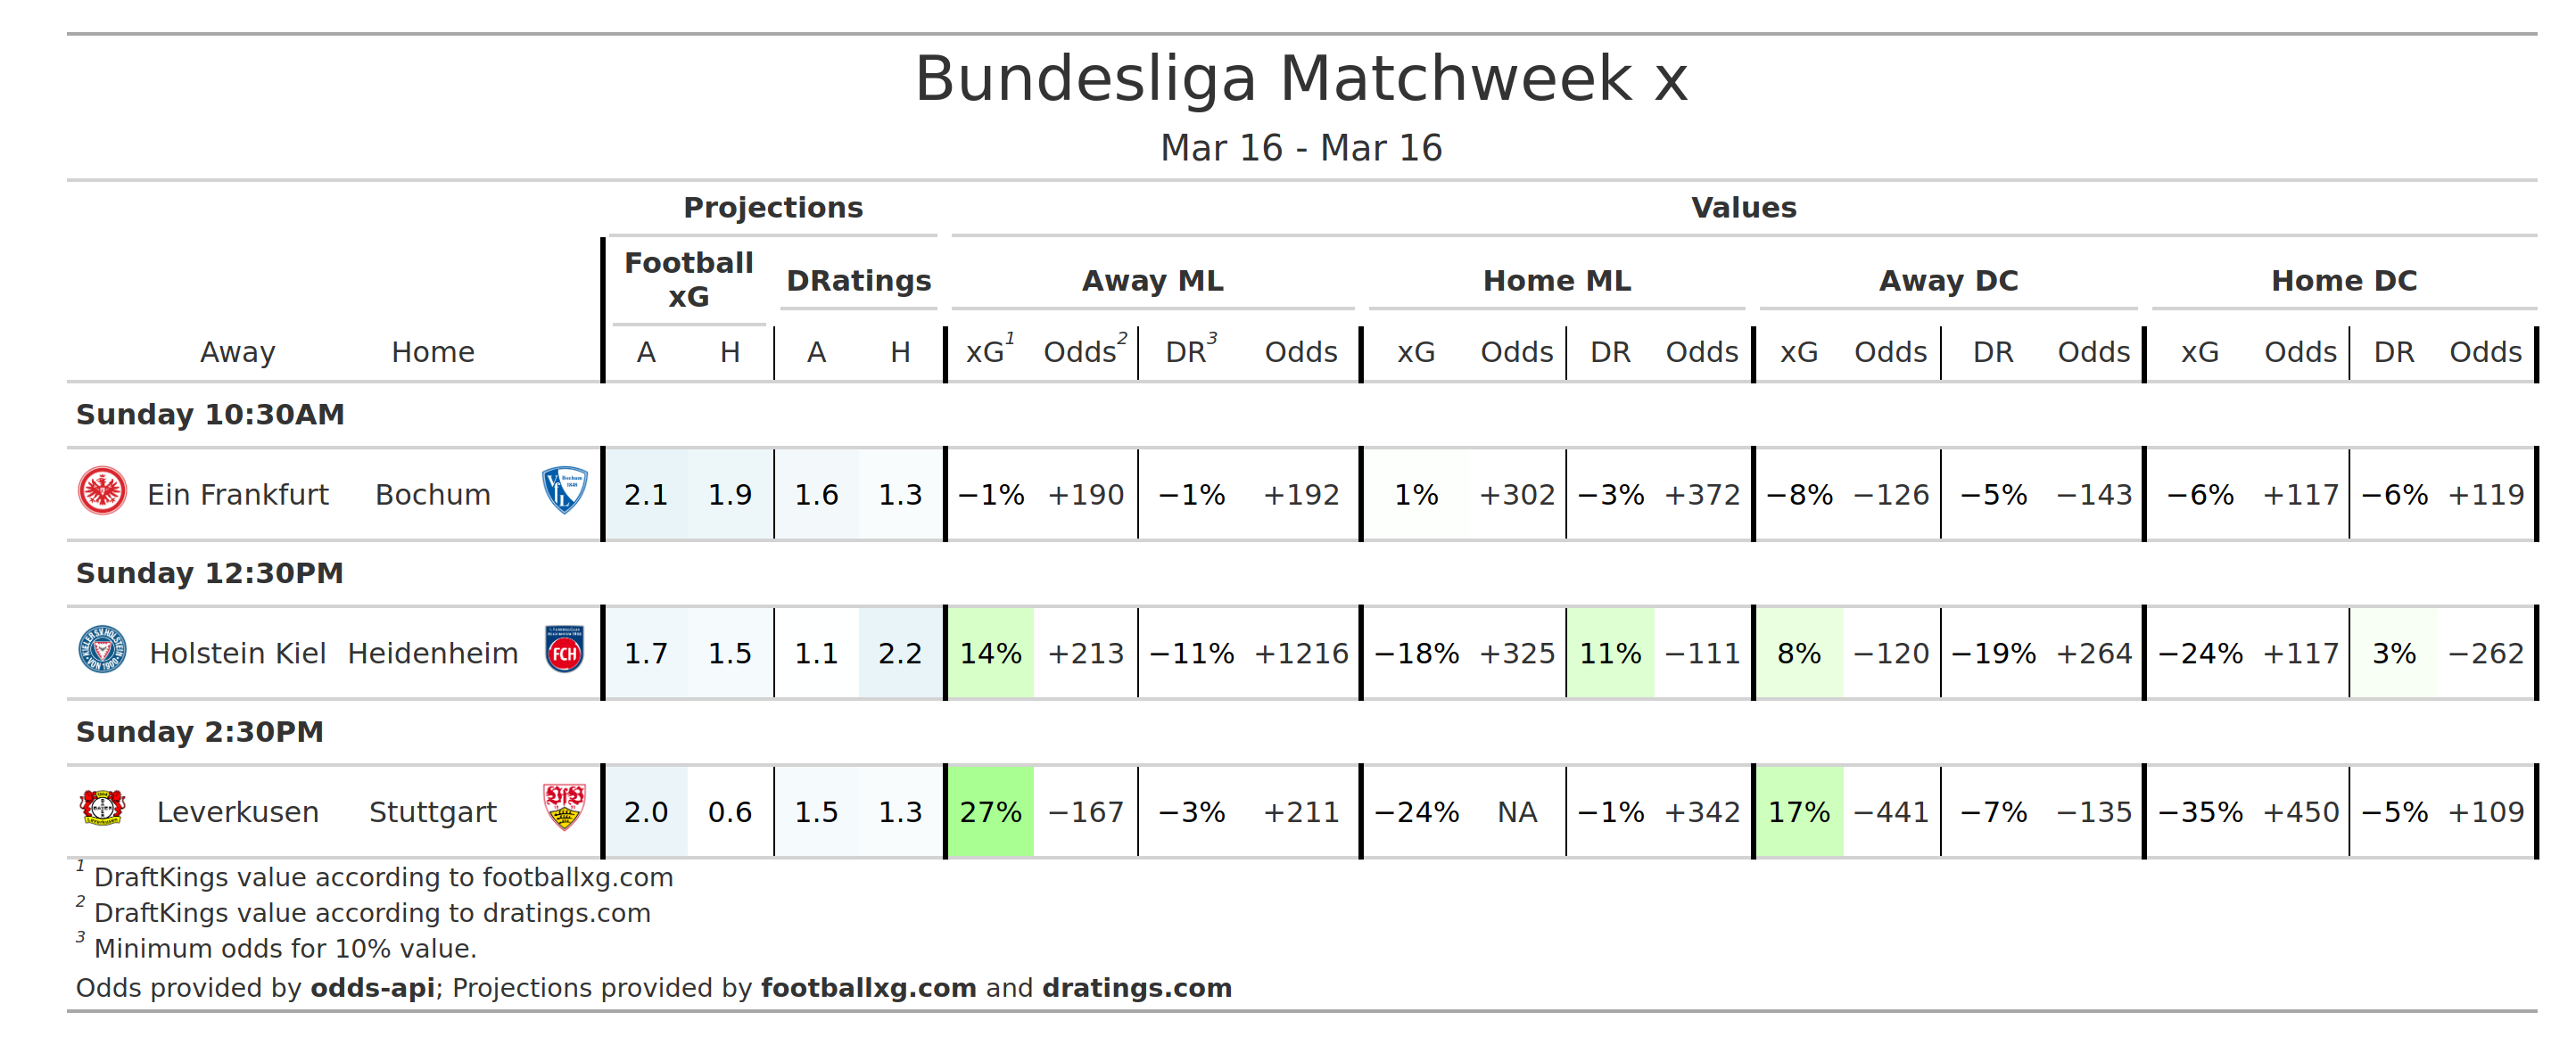 Bundesliga Matchweek x
Mar 16 - Mar 16
Projections Values
Football xG DRatings Away ML Home ML Away DC Home DC
Away Home A H A H xG1 Odds2 DR3 Odds xG Odds DR Odds xG Odds DR Odds xG Odds DR Odds
Sunday 10:30AM
Ein Frankfurt Bochum 2.1 1.9 1.6 1.3 −1% +190 −1% +192 1% +302 −3% +372 −8% −126 −5% −143 −6% +117 −6% +119
Sunday 12:30PM
Holstein Kiel Heidenheim FCH 1.7 1.5 1.1 2.2 14% +213 −11% +1216 −18% +325 11% −111 8% −120 −19% +264 −24% +117 3% −262
Sunday 2:30PM
Leverkusen Stuttgart VfB 2.0 0.6 1.5 1.3 27% −167 −3% +211 −24% NA −1% +342 17% −441 −7% −135 −35% +450 −5% +109
1 DraftKings value according to footballxg.com
2 DraftKings value according to dratings.com
3 Minimum odds for 10% value.
Odds provided by odds-api; Projections provided by footballxg.com and dratings.com